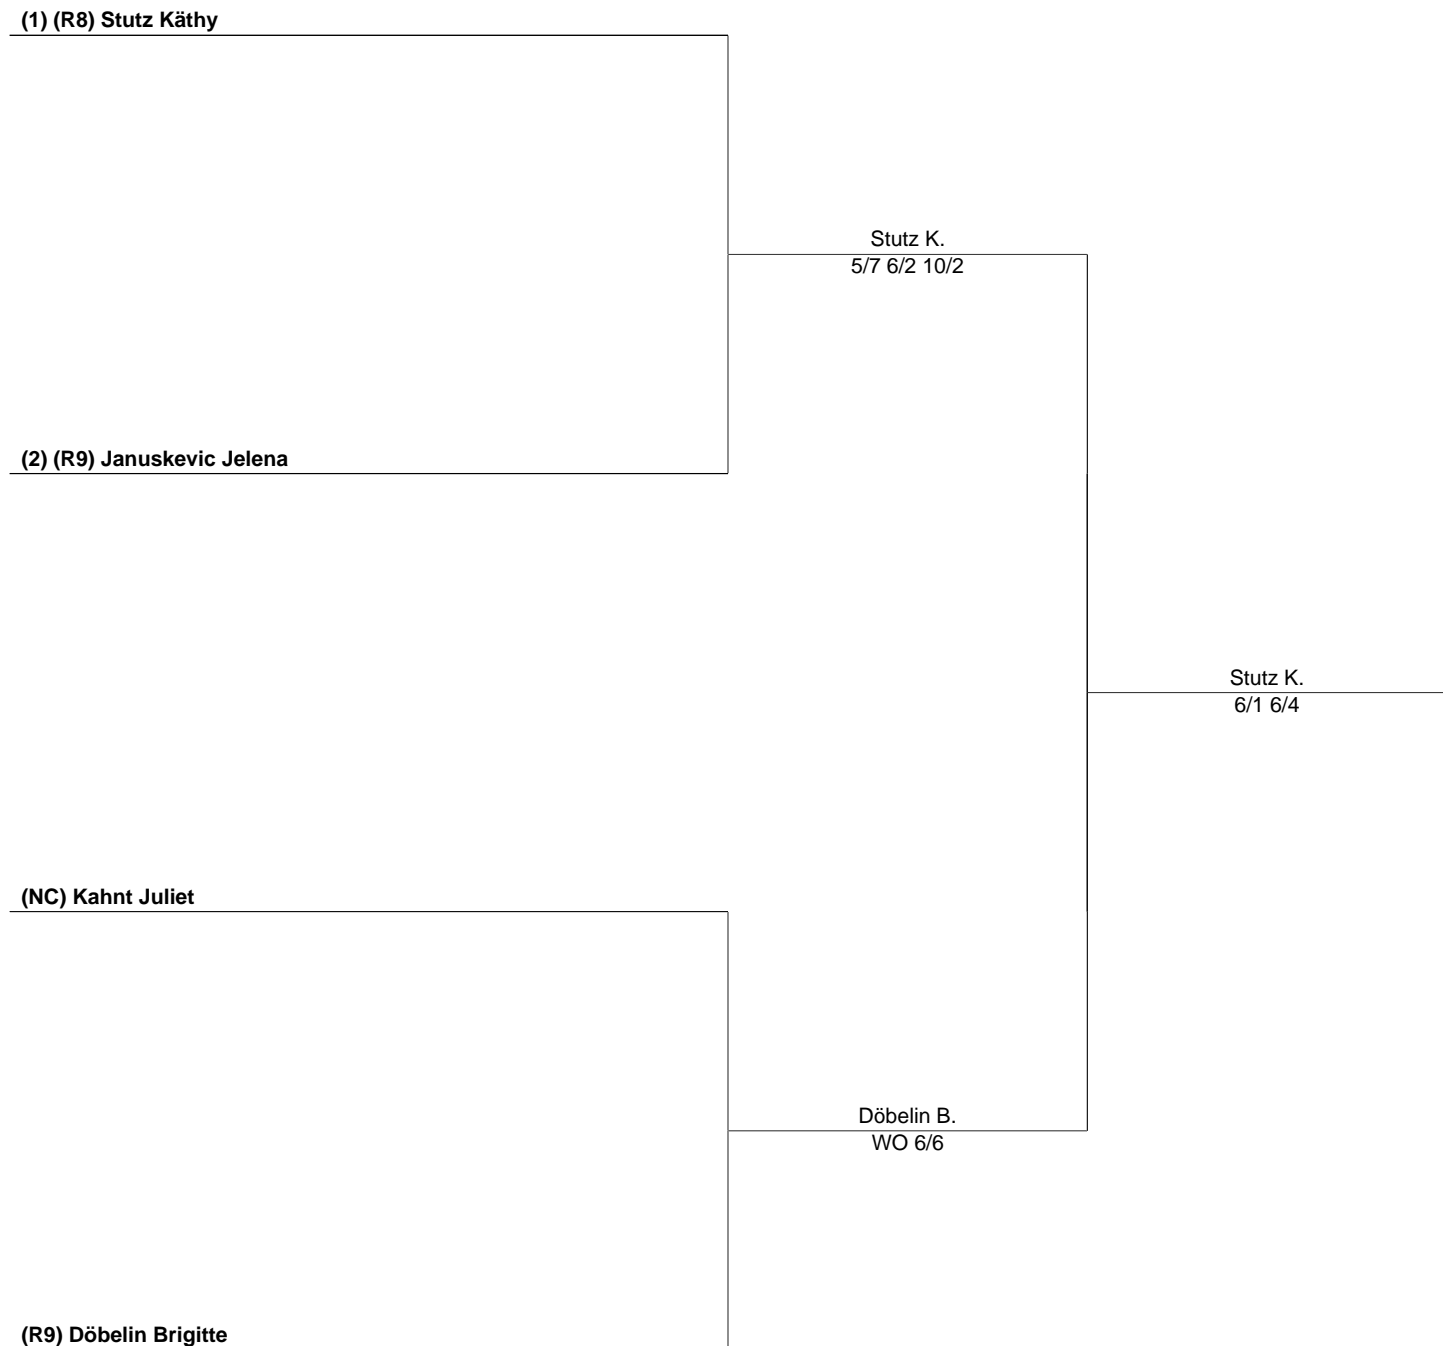 (1) (R8) Stutz Käthy
Stutz K.
5/7 6/2 10/2
(2) (R9) Januskevic Jelena
Stutz K.
6/1 6/4
(NC) Kahnt Juliet
Döbelin B.
WO 6/6
(R9) Döbelin Brigitte